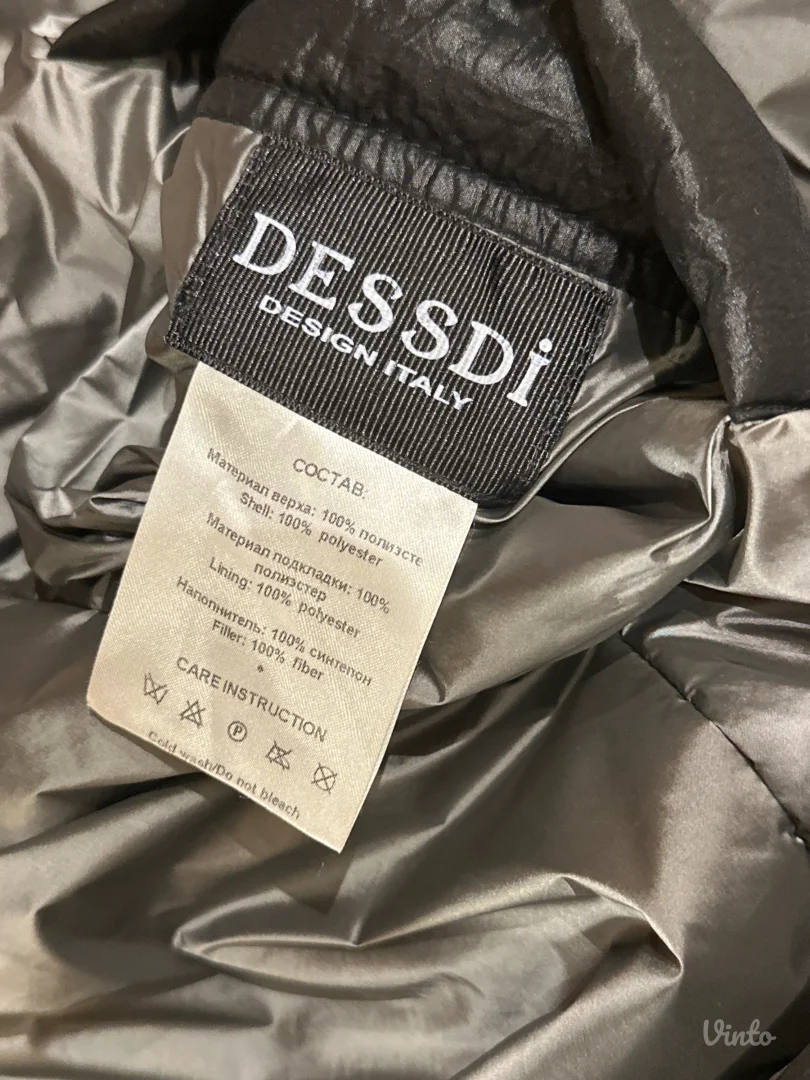 DESSDi
DESIGN ITALY
СОСТАВ:
Материал верха: 100% полиэсте
Shell: 100% polyester
Материал подкладки: 100%
полиэстер
Lining: 100% polyester
Наполнитель: 100% синтепон
Filler: 100% fiber
*
CARE INSTRUCTION
P
Cold wash/Do not bleach
Vinto